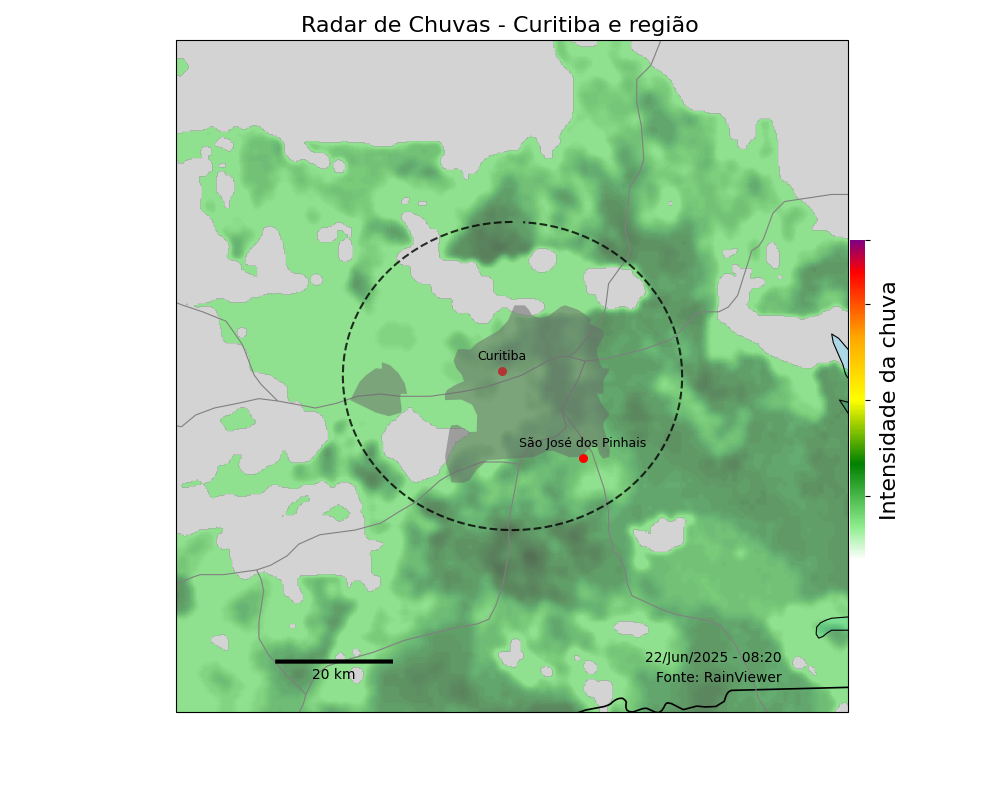 Radar de Chuvas - Curitiba e região
Curitiba
São José dos Pinhais
Intensidade da chuva
22/Jun/2025 - 08:20
Fonte: RainViewer
20 km